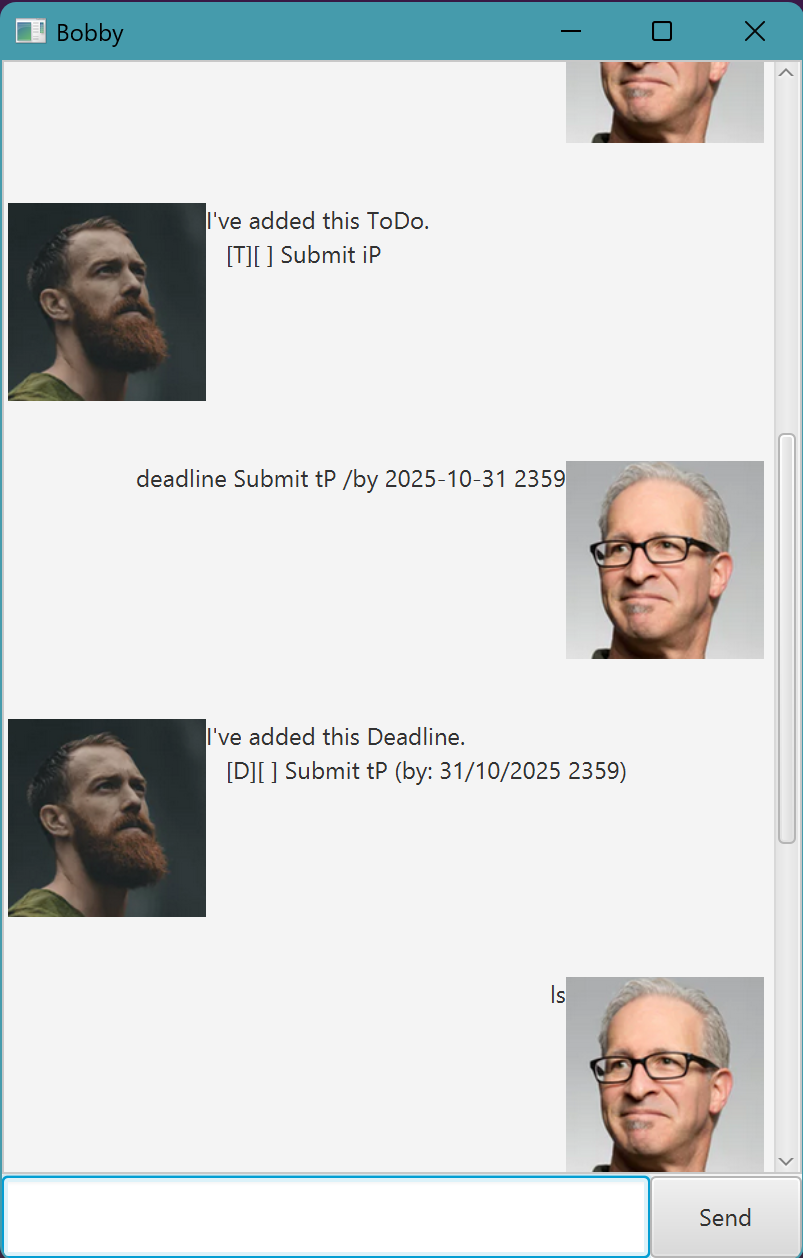 Bobby
I've added this ToDo.
[T][ ] Submit iP
deadline Submit tP /by 2025-10-31 2359
I've added this Deadline.
[D][ ] Submit tP (by: 31/10/2025 2359)
ls
Send